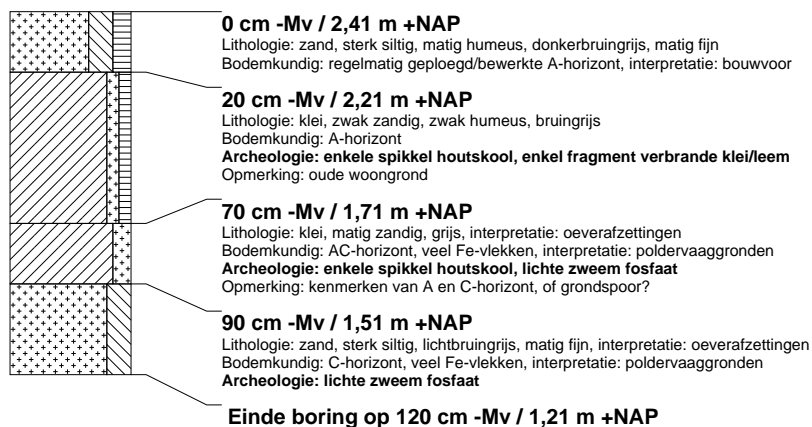 0 cm -Mv / 2,41 m +NAP
Lithologie: zand, sterk siltig, matig humeus, donkerbruingrijs, matig fijn
Bodemkundig: regelmatig geploegd/bewerkte A-horizont, interpretatie: bouwvoor
20 cm -Mv / 2,21 m +NAP
Lithologie: klei, zwak zandig, zwak humeus, bruingrijs
Bodemkundig: A-horizont
Archeologie: enkele spikkel houtskool, enkel fragment verbrande klei/leem
Opmerking: oude woongrond
70 cm -Mv / 1,71 m +NAP
Lithologie: klei, matig zandig, grijs, interpretatie: oeverafzettingen
Bodemkundig: AC-horizont, veel Fe-vlekken, interpretatie: poldervaaggronden
Archeologie: enkele spikkel houtskool, lichte zweem fosfaat
Opmerking: kenmerken van A en C-horizont, of grondspoor?
90 cm -Mv / 1,51 m +NAP
Lithologie: zand, sterk siltig, lichtbruingrijs, matig fijn, interpretatie: oeverafzettingen
Bodemkundig: C-horizont, veel Fe-vlekken, interpretatie: poldervaaggronden
Archeologie: lichte zweem fosfaat
Einde boring op 120 cm -Mv / 1,21 m +NAP